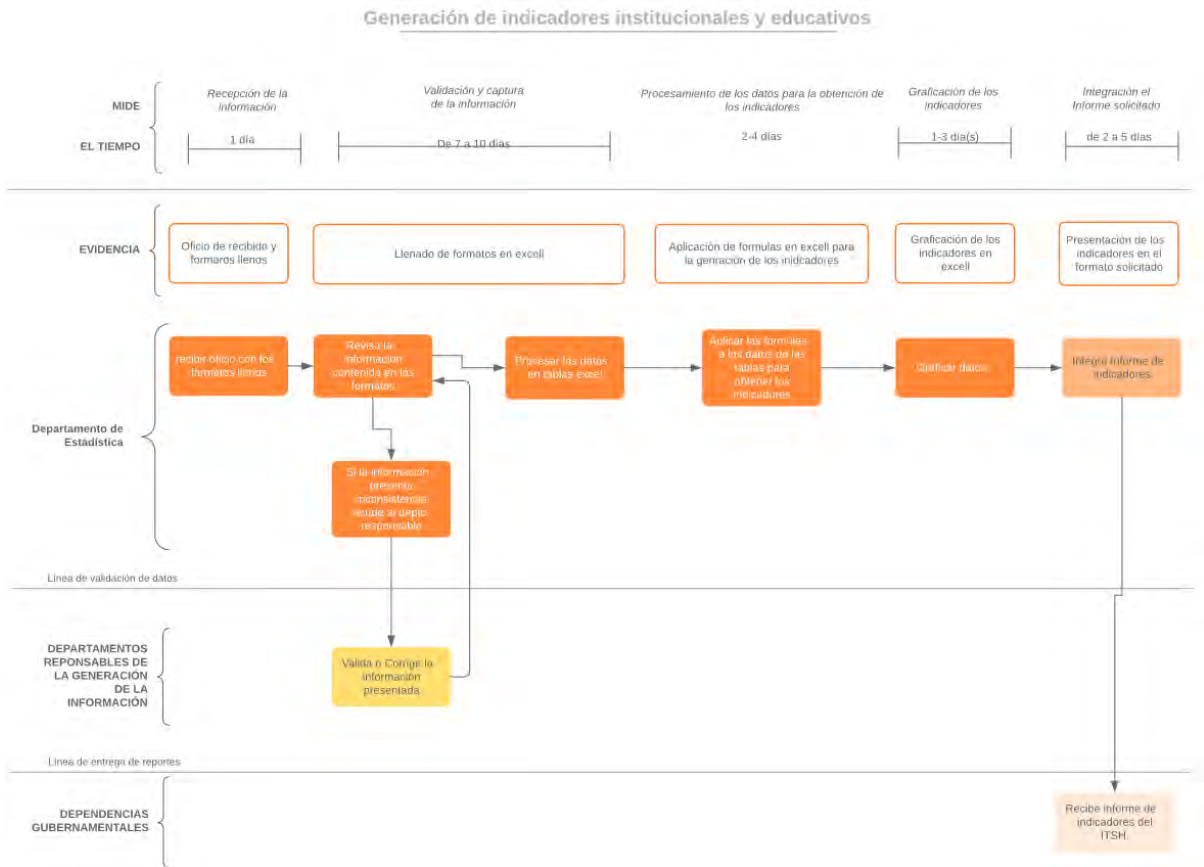 Generación de indicadores institucionales y educativos
MIDE
EL TIEMPO
Recepción de la
información
1 día
Validación y captura
de la información
De 7 a 10 días
Procesamiento de los datos para la obtención de
los indicadores
2-4 días
Graficación de los
indicadores
1-3 dia(s)
Integración el
Informe solicitado
de 2 a 5 días
EVIDENCIA
Oficio de recibido y
formaros llenos
Llenado de formatos en excell
Aplicación de formulas en excell para
la genración de los inidcadores
Graficación de los
indicadores en
excell
Presentación de los
indicadores en el
formato solicitado
Departamento de
Estadística
recibir oficio con los
formatos llenos
Revisa la
información
contenida en los
formatos
Procesar los datos
en tablas excel
Aplicar las formulas
a los datos de las
tablas para
obtener los
indicadores
Graficar datos
Integra Informe de
indicadores
Si la información
presenta
inconsistencia
acude al depto
responsable
Línea de validación de datos
DEPARTAMENTOS
REPONSABLES DE
LA GENERACIÓN
DE LA
INFORMACIÓN
Valida o Corrige la
información
presentada
Línea de entrega de reportes
DEPENDENCIAS
GUBERNAMENTALES
Recibe informe de
indicadores del
ITSH